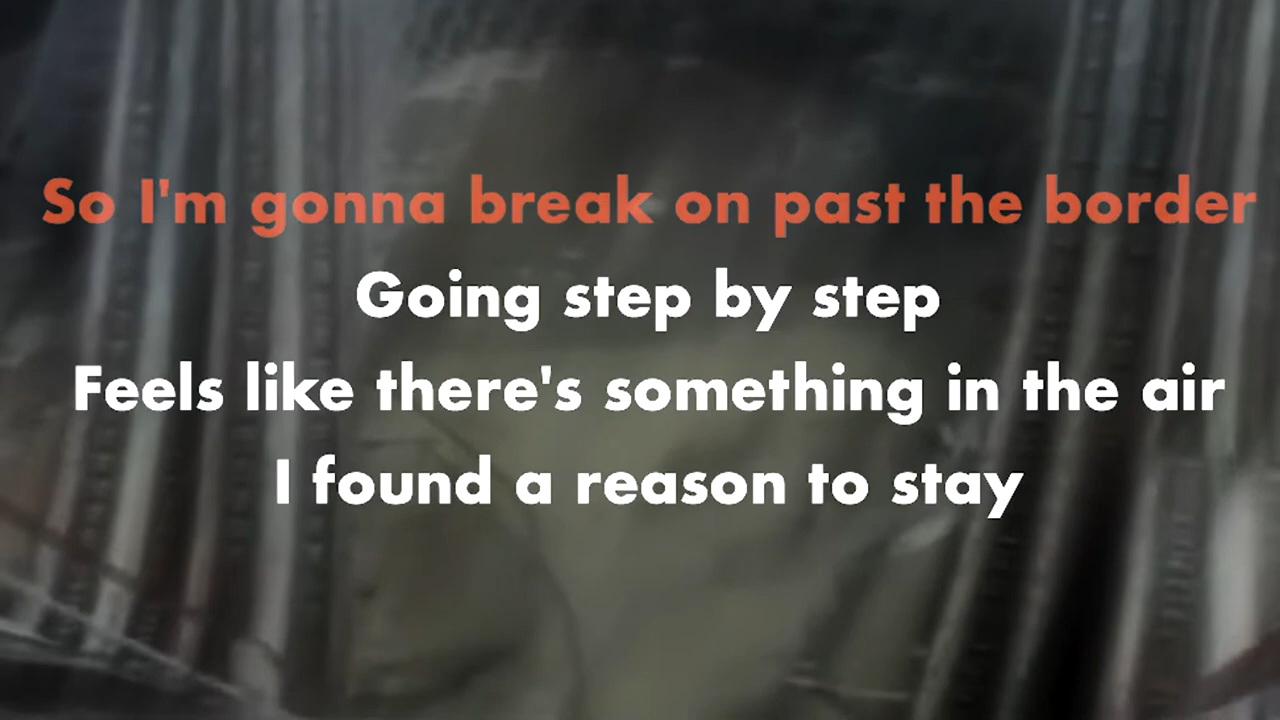 So I'm gonna break on past the border
Going step by step
Feels like there's something in the air
I found a reason to stay